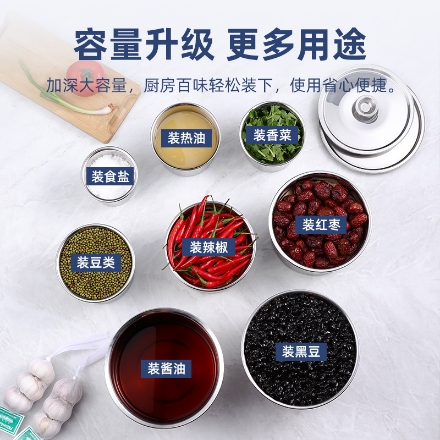 容量升级 更多用途
加深大容量，厨房百味轻松装下，使用省心便捷。
装热油
装香菜
装食盐
装辣椒
装红枣
装豆类
装酱油
装黑豆